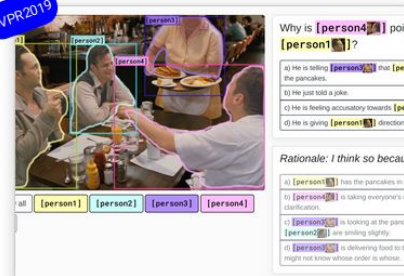 VPR2019
[person3]
[person2]
[person4]
Why is [person4] poi
[person1]?
a) He is telling [person3] that [pe
the pancakes.
b) He just told a joke.
c) He is feeling accusatory towards [pe
d) He is giving [person1] direction
Rationale: I think so becau
a) [person1] has the pancakes in
b) [person4] is taking everyone's o
clarification.
c) [person3] is looking at the panc
[person2] are smiling slightly.
d) [person3] is delivering food to t
might not know whose order is whose.
all
[person1]
[person2]
[person3]
[person4]